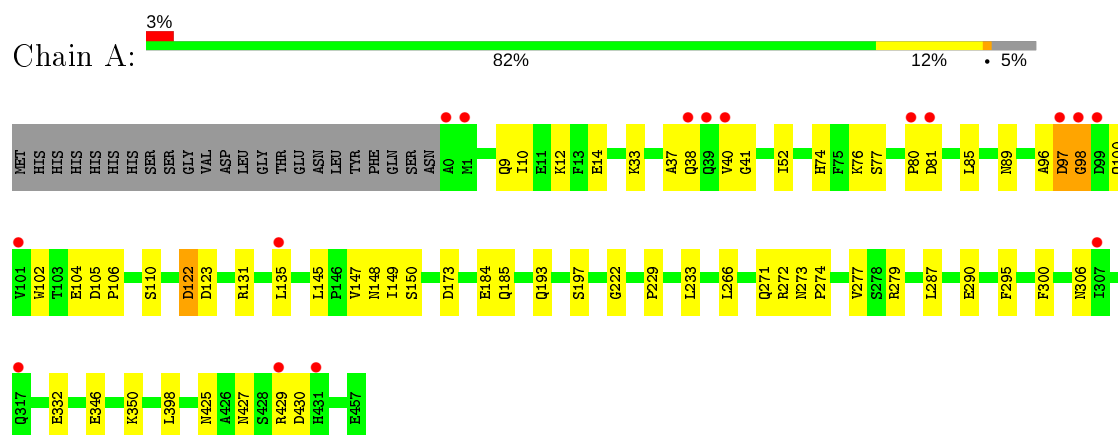 3%
Chain A:
82% 12% • 5%
MET HIS HIS HIS HIS HIS HIS SER SER GLY VAL ASP LEU GLY THR GLU ASN LEU TYR PHE GLN SER ASN A0 M1 Q9 I10 E11 K12 F13 E14 K33 A37 Q38 Q39 V40 G41 I52 H74 F75 K76 S77 P80 D81 L85 N89 A96 D97 G98 D99 Q100
V101 W102 T103 E104 D105 P106 S110 D122 D123 R131 L135 L145 P146 V147 N148 I149 S150 D173 E184 Q185 Q193 S197 G222 P229 L233 L266 Q271 R272 N273 P274 V277 S278 R279 L287 E290 F295 F300 N306 I307
Q317 E332 E346 K350 L398 N425 A426 N427 S428 R429 D430 H431 E457